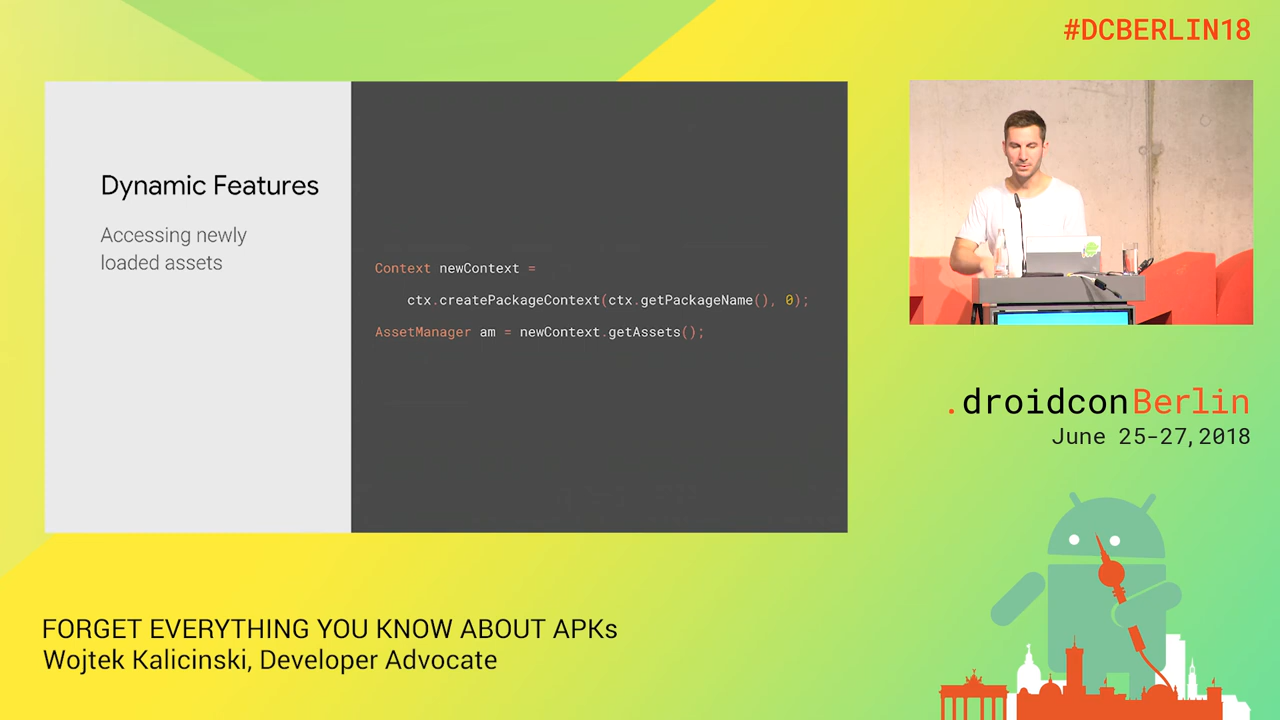 #DCBERLIN18
Dynamic Features
Accessing newly
loaded assets
Context newContext =
ctx.createPackageContext(ctx.getPackageName(), 0);
AssetManager am = newContext.getAssets();
.droidconBerlin
June 25-27,2018
FORGET EVERYTHING YOU KNOW ABOUT APKs
Wojtek Kalicinski, Developer Advocate